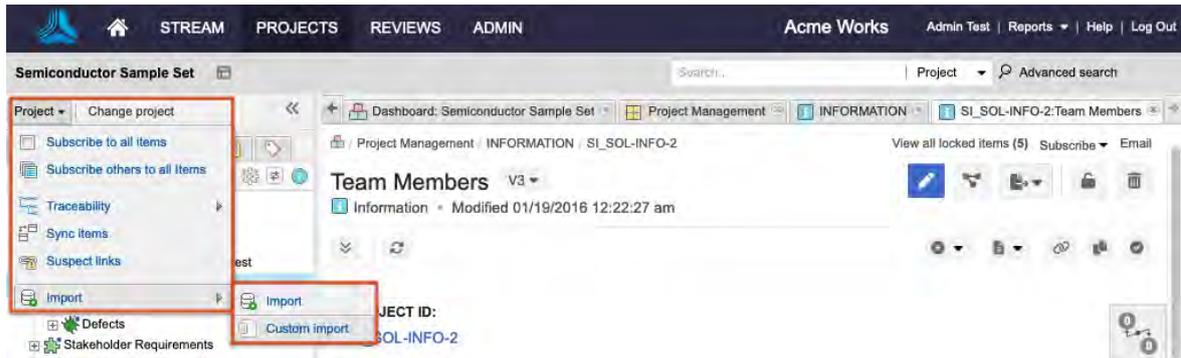 STREAM PROJECTS REVIEWS ADMIN Acme Works Admin Test | Reports | Help | Log Out
Semiconductor Sample Set Search... Project Advanced search
Project Change project
Dashboard: Semiconductor Sample Set Project Management INFORMATION SI_SOL-INFO-2:Team Members
Subscribe to all items
Subscribe others to all Items
Traceability
Sync items
Suspect links
est
Import
Import
Custom import
Defects
Stakeholder Requirements
Project Management / INFORMATION / SI_SOL-INFO-2 View all locked items (5) Subscribe Email
Team Members V3
Information • Modified 01/19/2016 12:22:27 am
JECT ID:
SOL-INFO-2
0
0